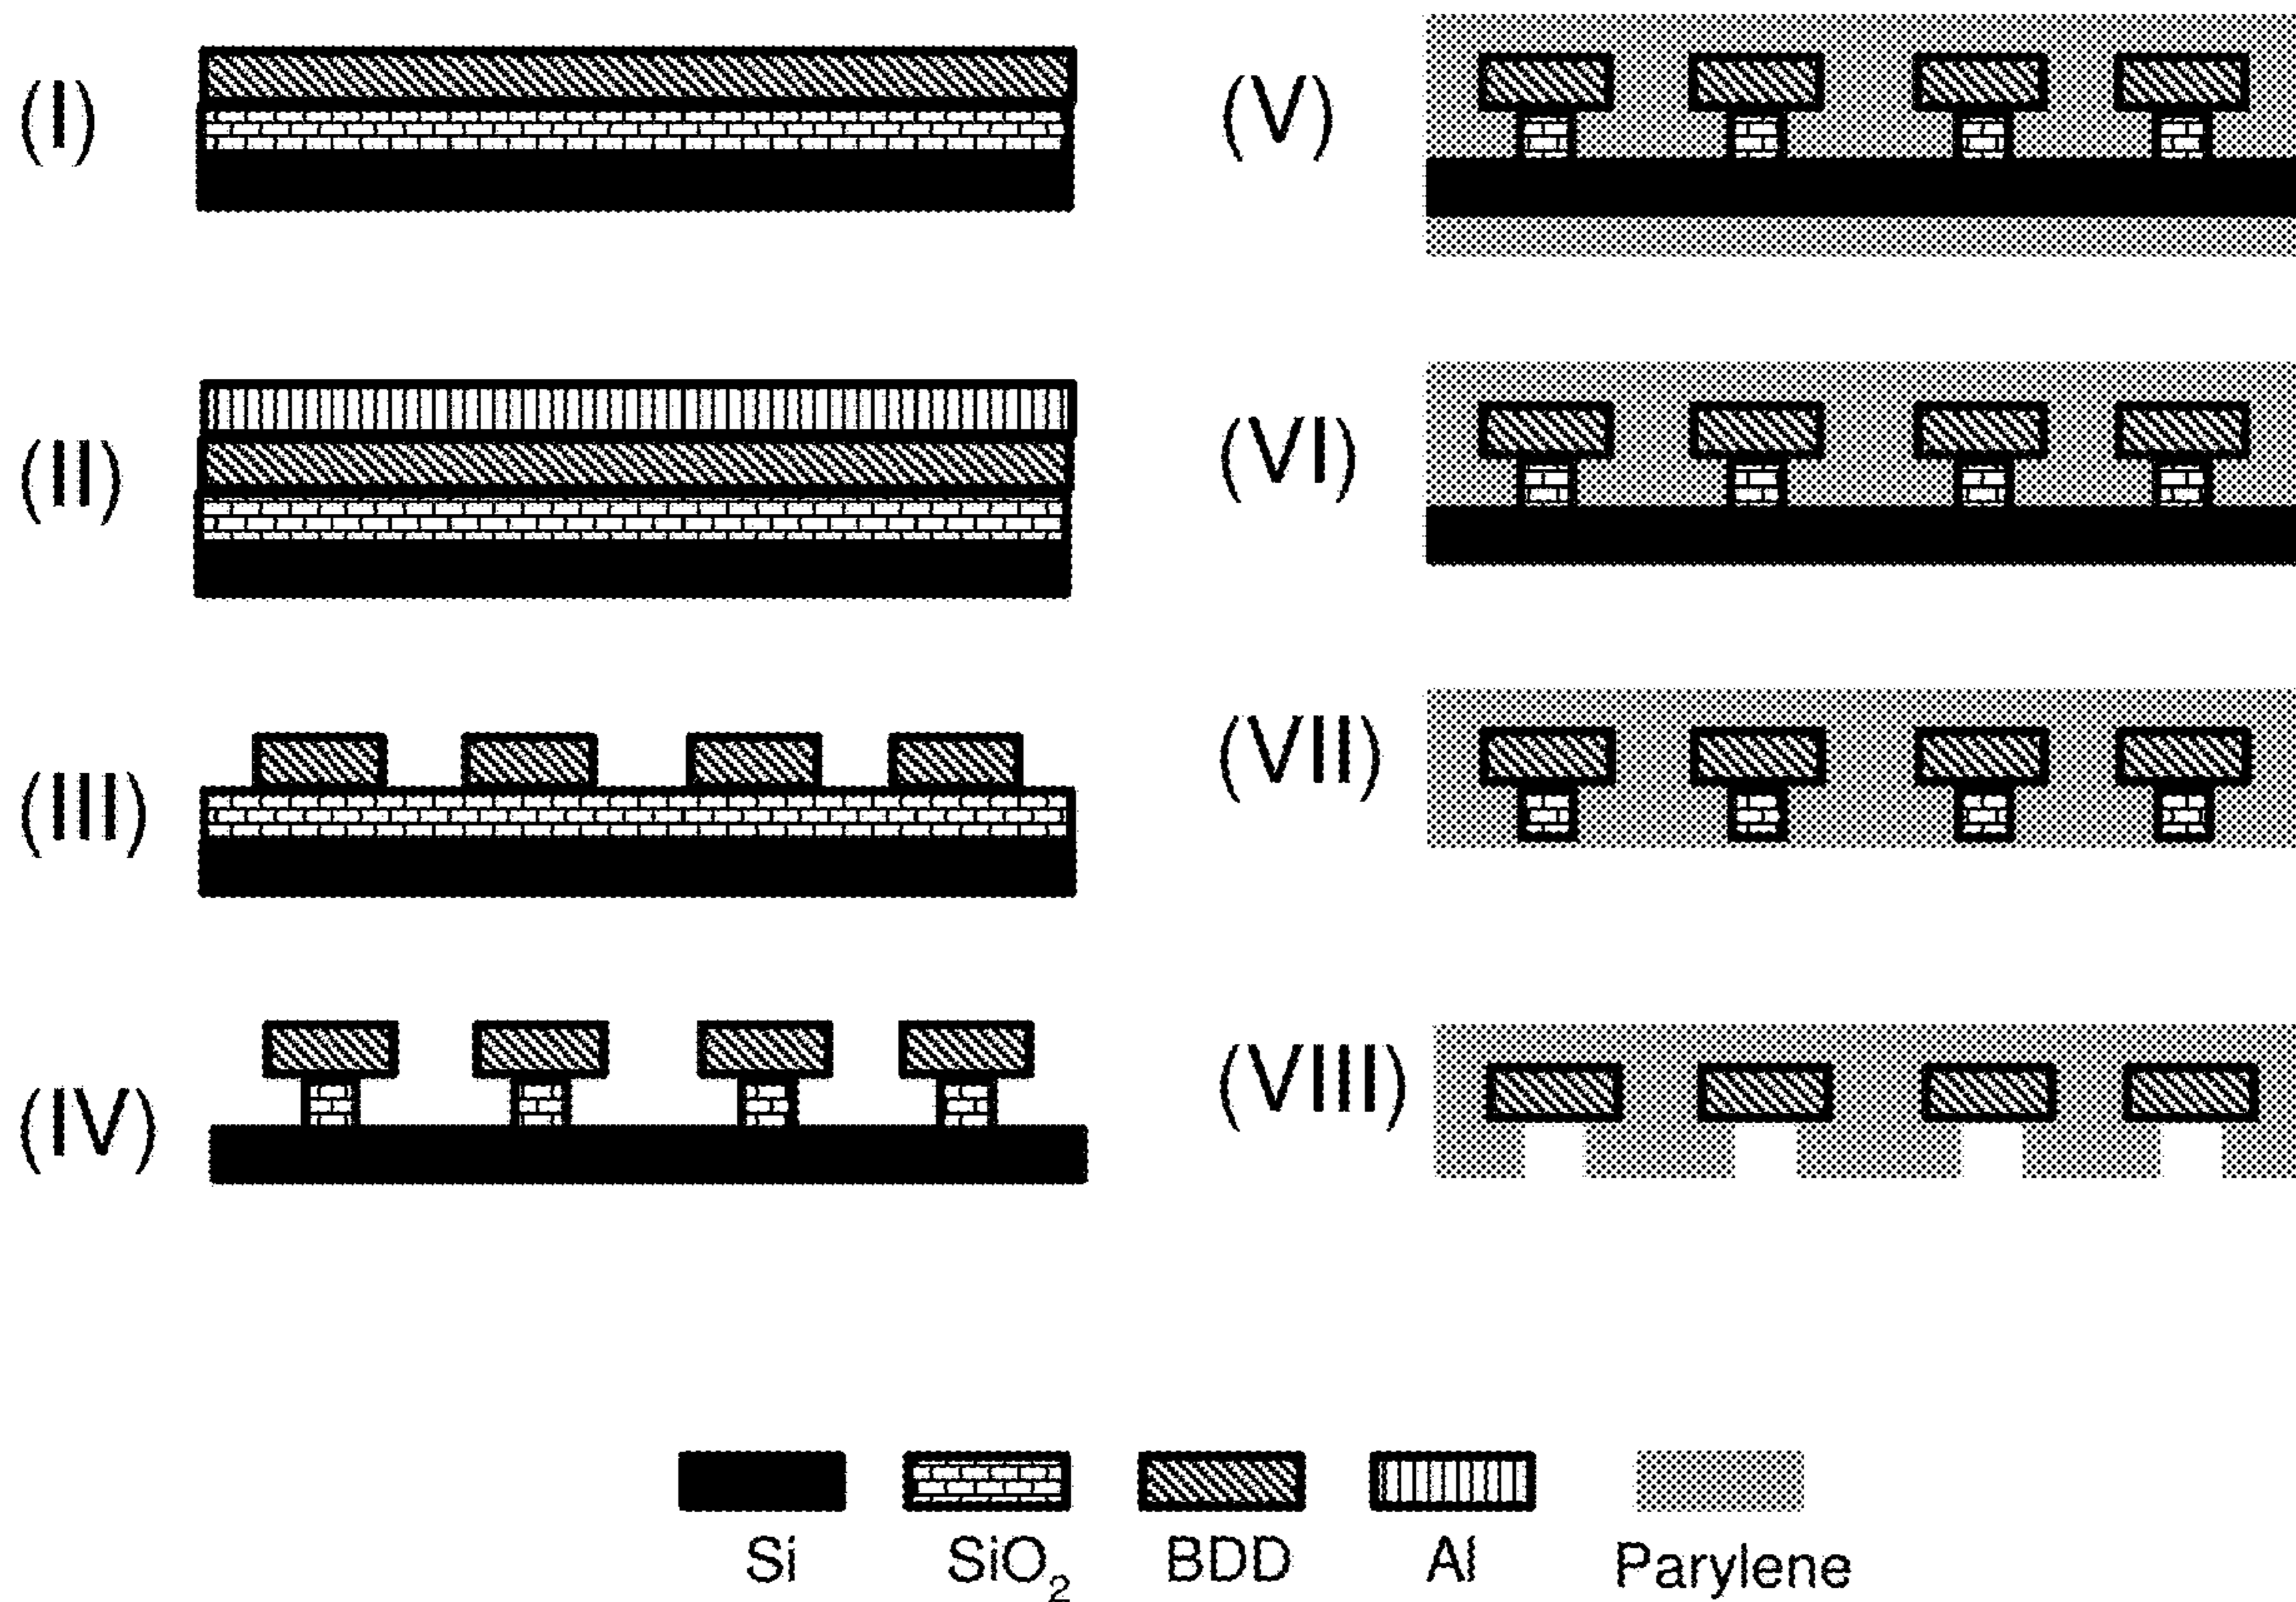 (I)
(II)
(III)
(IV)
(V)
(VI)
(VII)
(VIII)
Si SiO₂ BDD Al Parylene